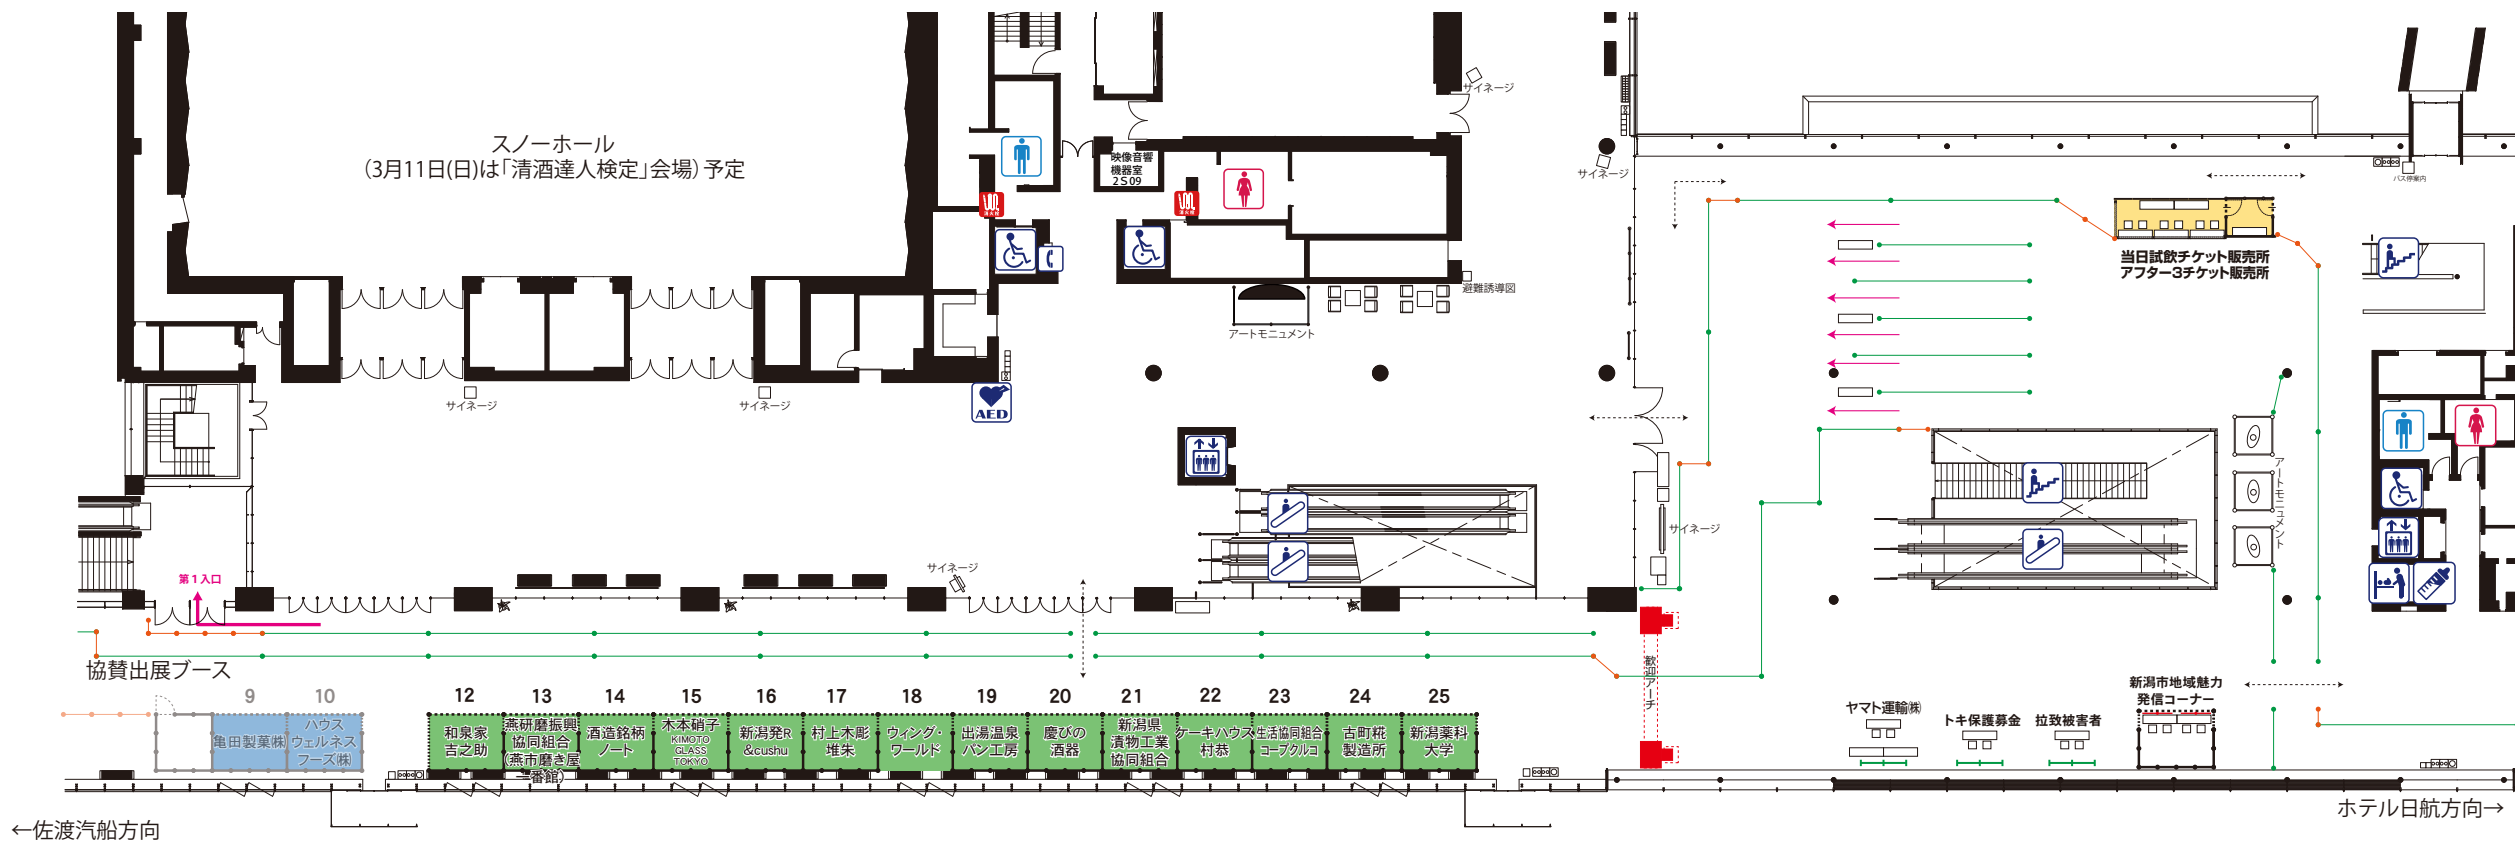 スノーホール
(3月11日(日)は「清酒達人検定」会場)予定
映像音響
機器室
2S09
消火栓
消火栓
サイネージ
サイネージ
バス停案内
当日試飲チケット販売所
アフター3チケット販売所
避難誘導図
アートモニュメント
サイネージ
サイネージ
AED
アートモニュメント
サイネージ
サイネージ
第1入口
協賛出展ブース
歓迎アーチ
9
亀田製菓㈱
10
ハウス
ウェルネス
フーズ㈱
12
和泉家
吉之助
13
燕研磨振興
協同組合
(燕市磨き屋
一番館)
14
酒造銘柄
ノート
15
木本硝子
KIMOTO
GLASS
TOKYO
16
新潟発R
&cushu
17
村上木彫
堆朱
18
ウィング・
ワールド
19
出湯温泉
パン工房
20
慶びの
酒器
21
新潟県
漬物工業
協同組合
22
ケーキハウス
村恭
23
生活協同組合
コープクルコ
24
古町糀
製造所
25
新潟薬科
大学
ヤマト運輸㈱
トキ保護募金
拉致被害者
新潟市地域魅力
発信コーナー
←佐渡汽船方向
ホテル日航方向→